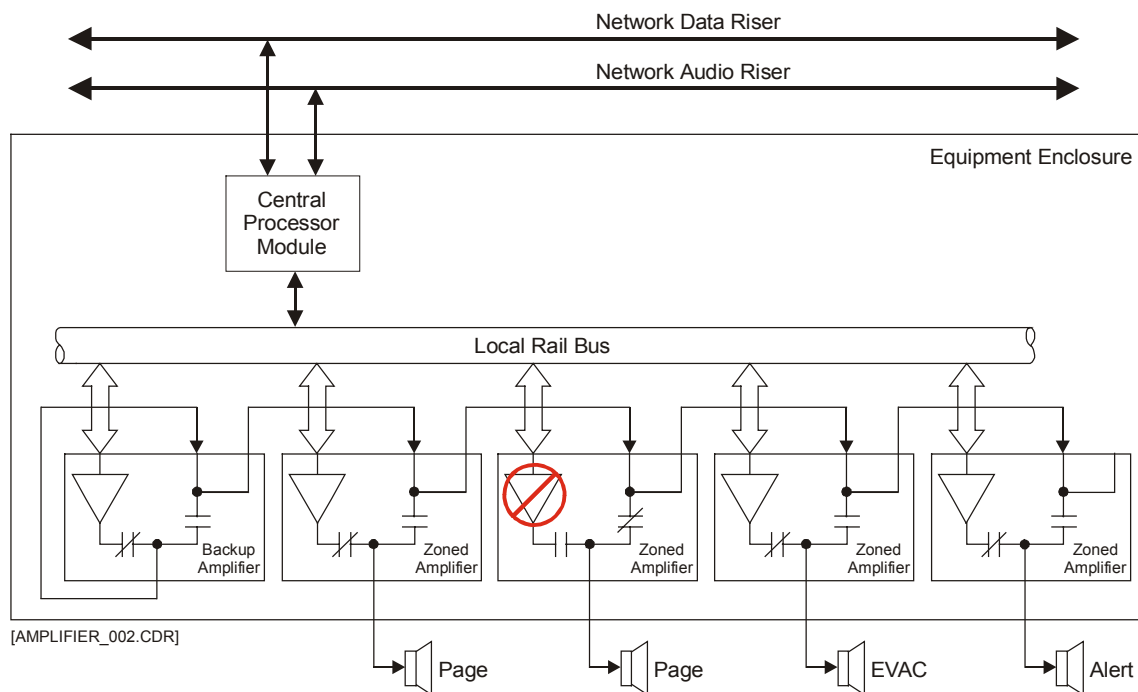 Network Data Riser
Network Audio Riser
Equipment Enclosure
Central
Processor
Module
Local Rail Bus
Backup
Amplifier
Zoned
Amplifier
Zoned
Amplifier
Zoned
Amplifier
Zoned
Amplifier
[AMPLIFIER_002.CDR]
Page
Page
EVAC
Alert